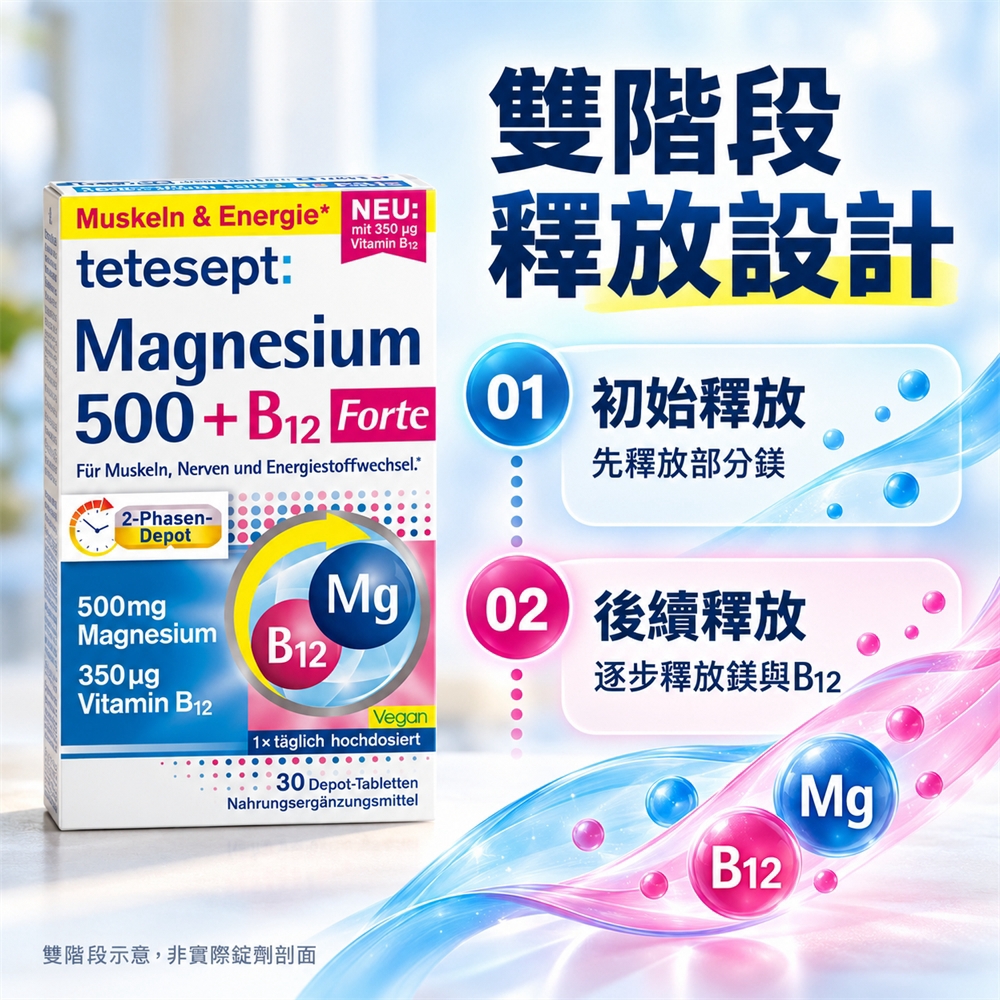 雙階段
釋放設計
Muskeln & Energie*
NEU:
mit 350 µg
Vitamin B12
tetesept:
Magnesium
500 + B12 Forte
Für Muskeln, Nerven und Energiestoffwechsel.*
2-Phasen-
Depot
500mg
Magnesium
350µg
Vitamin B12
Mg
B12
Vegan
1x täglich hochdosiert
30 Depot-Tabletten
Nahrungsergänzungsmittel
01
初始釋放
先釋放部分鎂
02
後續釋放
逐步釋放鎂與B12
Mg
B12
雙階段示意，非實際錠劑剖面